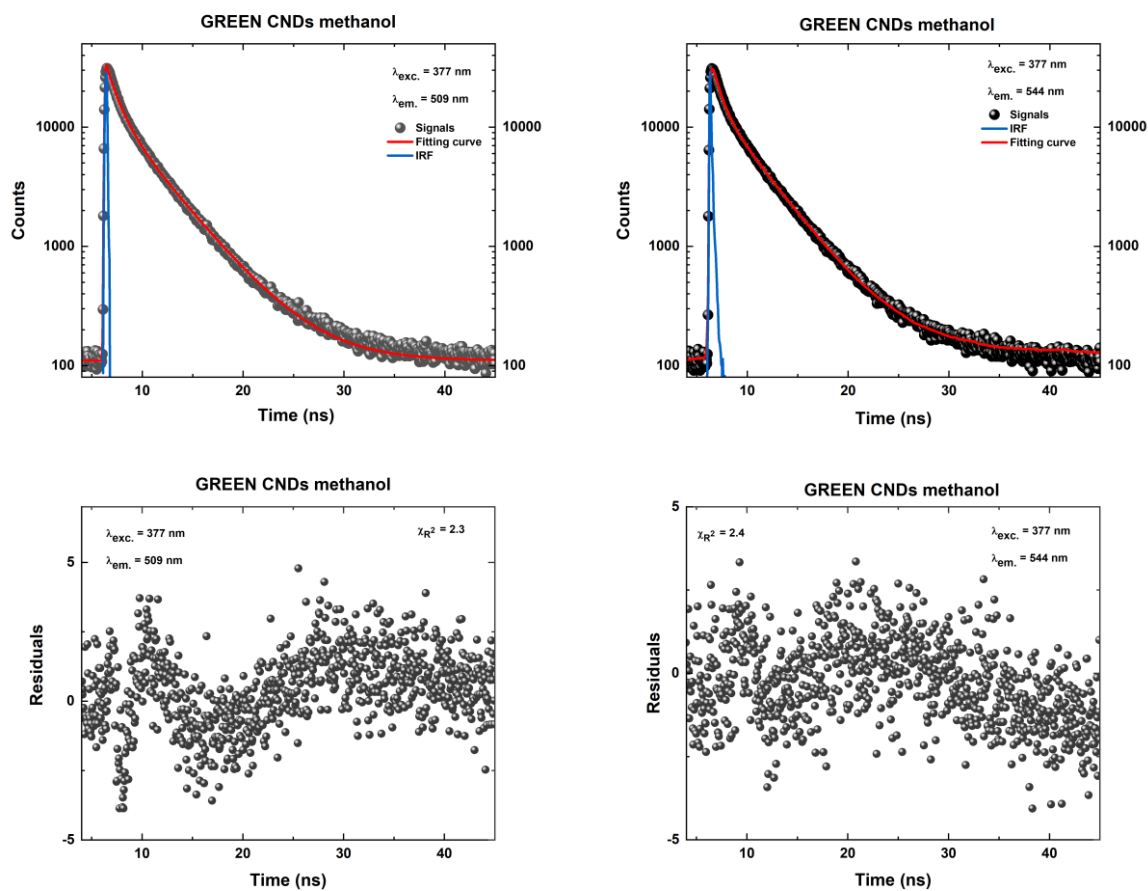 GREEN CNDs methanol
λexc. = 377 nm
λem. = 509 nm
Signals
Fitting curve
IRF
10000
1000
100
10000
1000
100
Counts
10
20
30
40
Time (ns)
GREEN CNDs methanol
λexc. = 377 nm
λem. = 544 nm
Signals
IRF
Fitting curve
10000
1000
100
10000
1000
100
Counts
10
20
30
40
Time (ns)
GREEN CNDs methanol
λexc. = 377 nm
λem. = 509 nm
χR² = 2.3
5
0
-5
Residuals
10
20
30
40
Time (ns)
GREEN CNDs methanol
χR² = 2.4
λexc. = 377 nm
λem. = 544 nm
5
0
-5
Residuals
10
20
30
40
Time (ns)